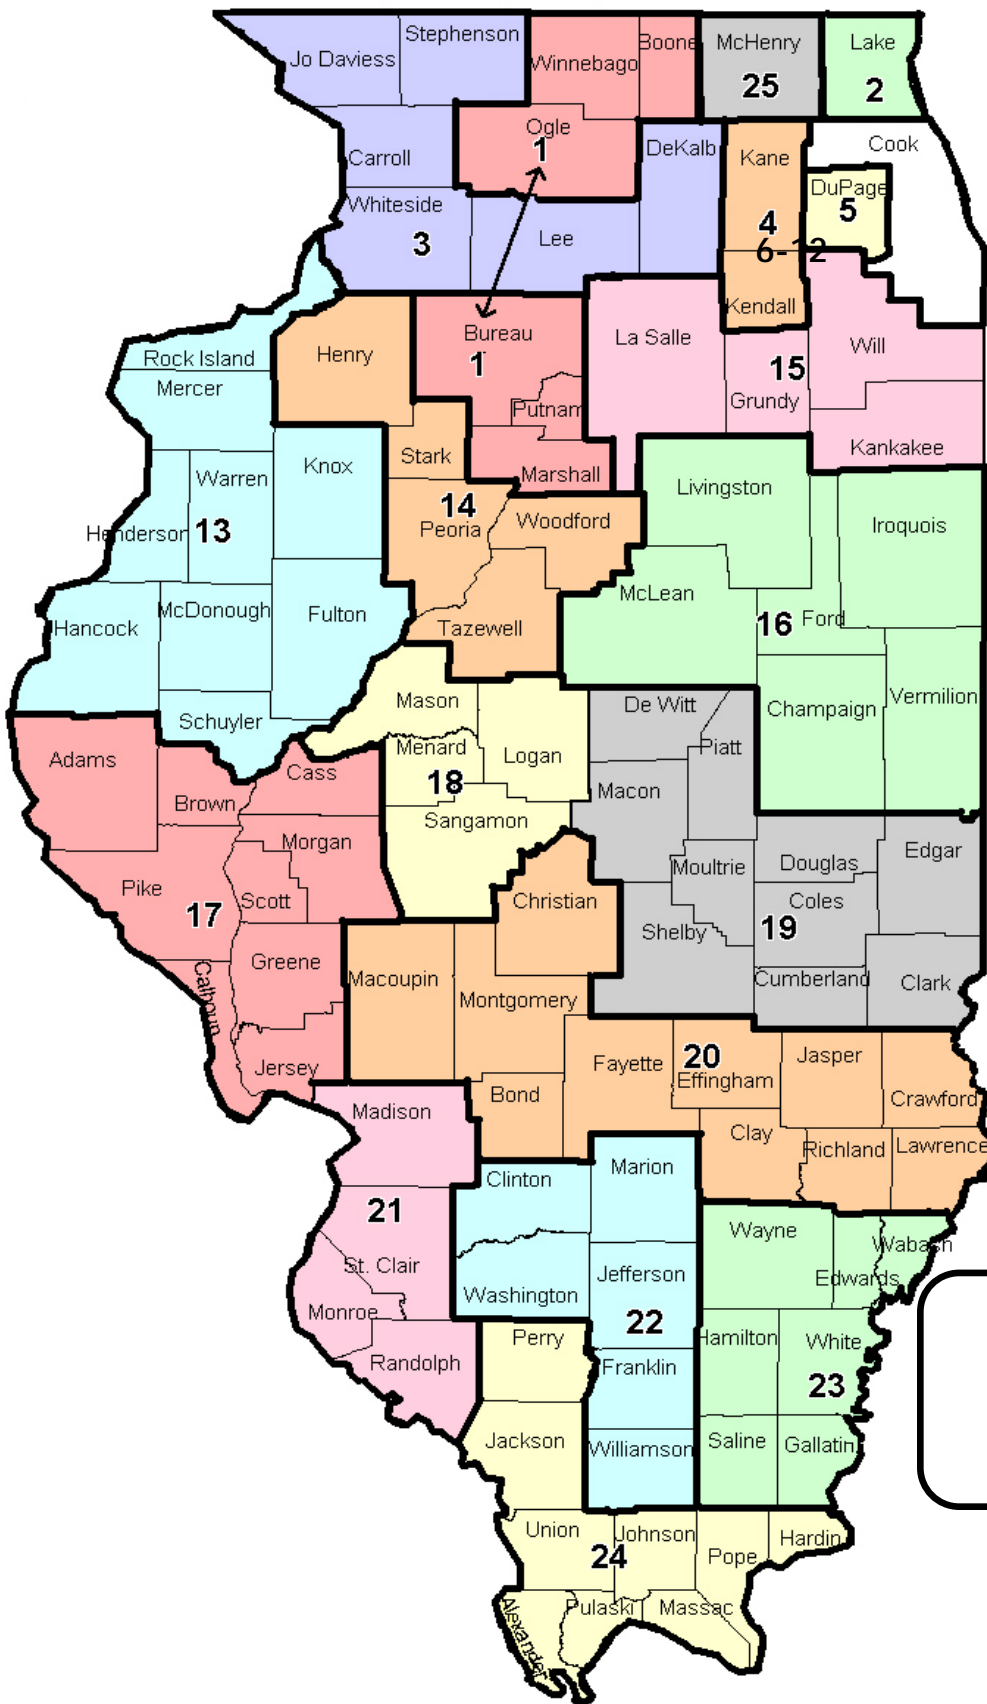 Jo Daviess
Stephenson
Winnebago
Boone
McHenry
25
Lake
2
Carroll
Ogle
1
DeKalb
Kane
Cook
DuPage
5
Whiteside
3
Lee
4
6-12
Kendall
Rock Island
Mercer
Henry
Bureau
1
Putnam
Marshall
La Salle
15
Grundy
Will
Kankakee
Henderson
Warren
13
Knox
Stark
14
Peoria
Woodford
Tazewell
Livingston
Iroquois
McLean
16
Ford
Champaign
Vermilion
Hancock
McDonough
Fulton
Schuyler
Mason
Menard
18
Logan
Sangamon
De Witt
Piatt
Macon
Moultrie
Douglas
Edgar
Coles
Shelby
19
Cumberland
Clark
Adams
Brown
Cass
Pike
Morgan
Scott
17
Greene
Calhoun
Jersey
Christian
Macoupin
Montgomery
Bond
Fayette
20
Effingham
Jasper
Crawford
Clay
Richland
Lawrence
Madison
21
St. Clair
Monroe
Randolph
Clinton
Marion
Washington
Jefferson
22
Franklin
Williamson
Wayne
Wabash
Edwards
Hamilton
White
23
Saline
Gallatin
Perry
Jackson
Union
Johnson
24
Pope
Hardin
Alexander
Pulaski
Massac